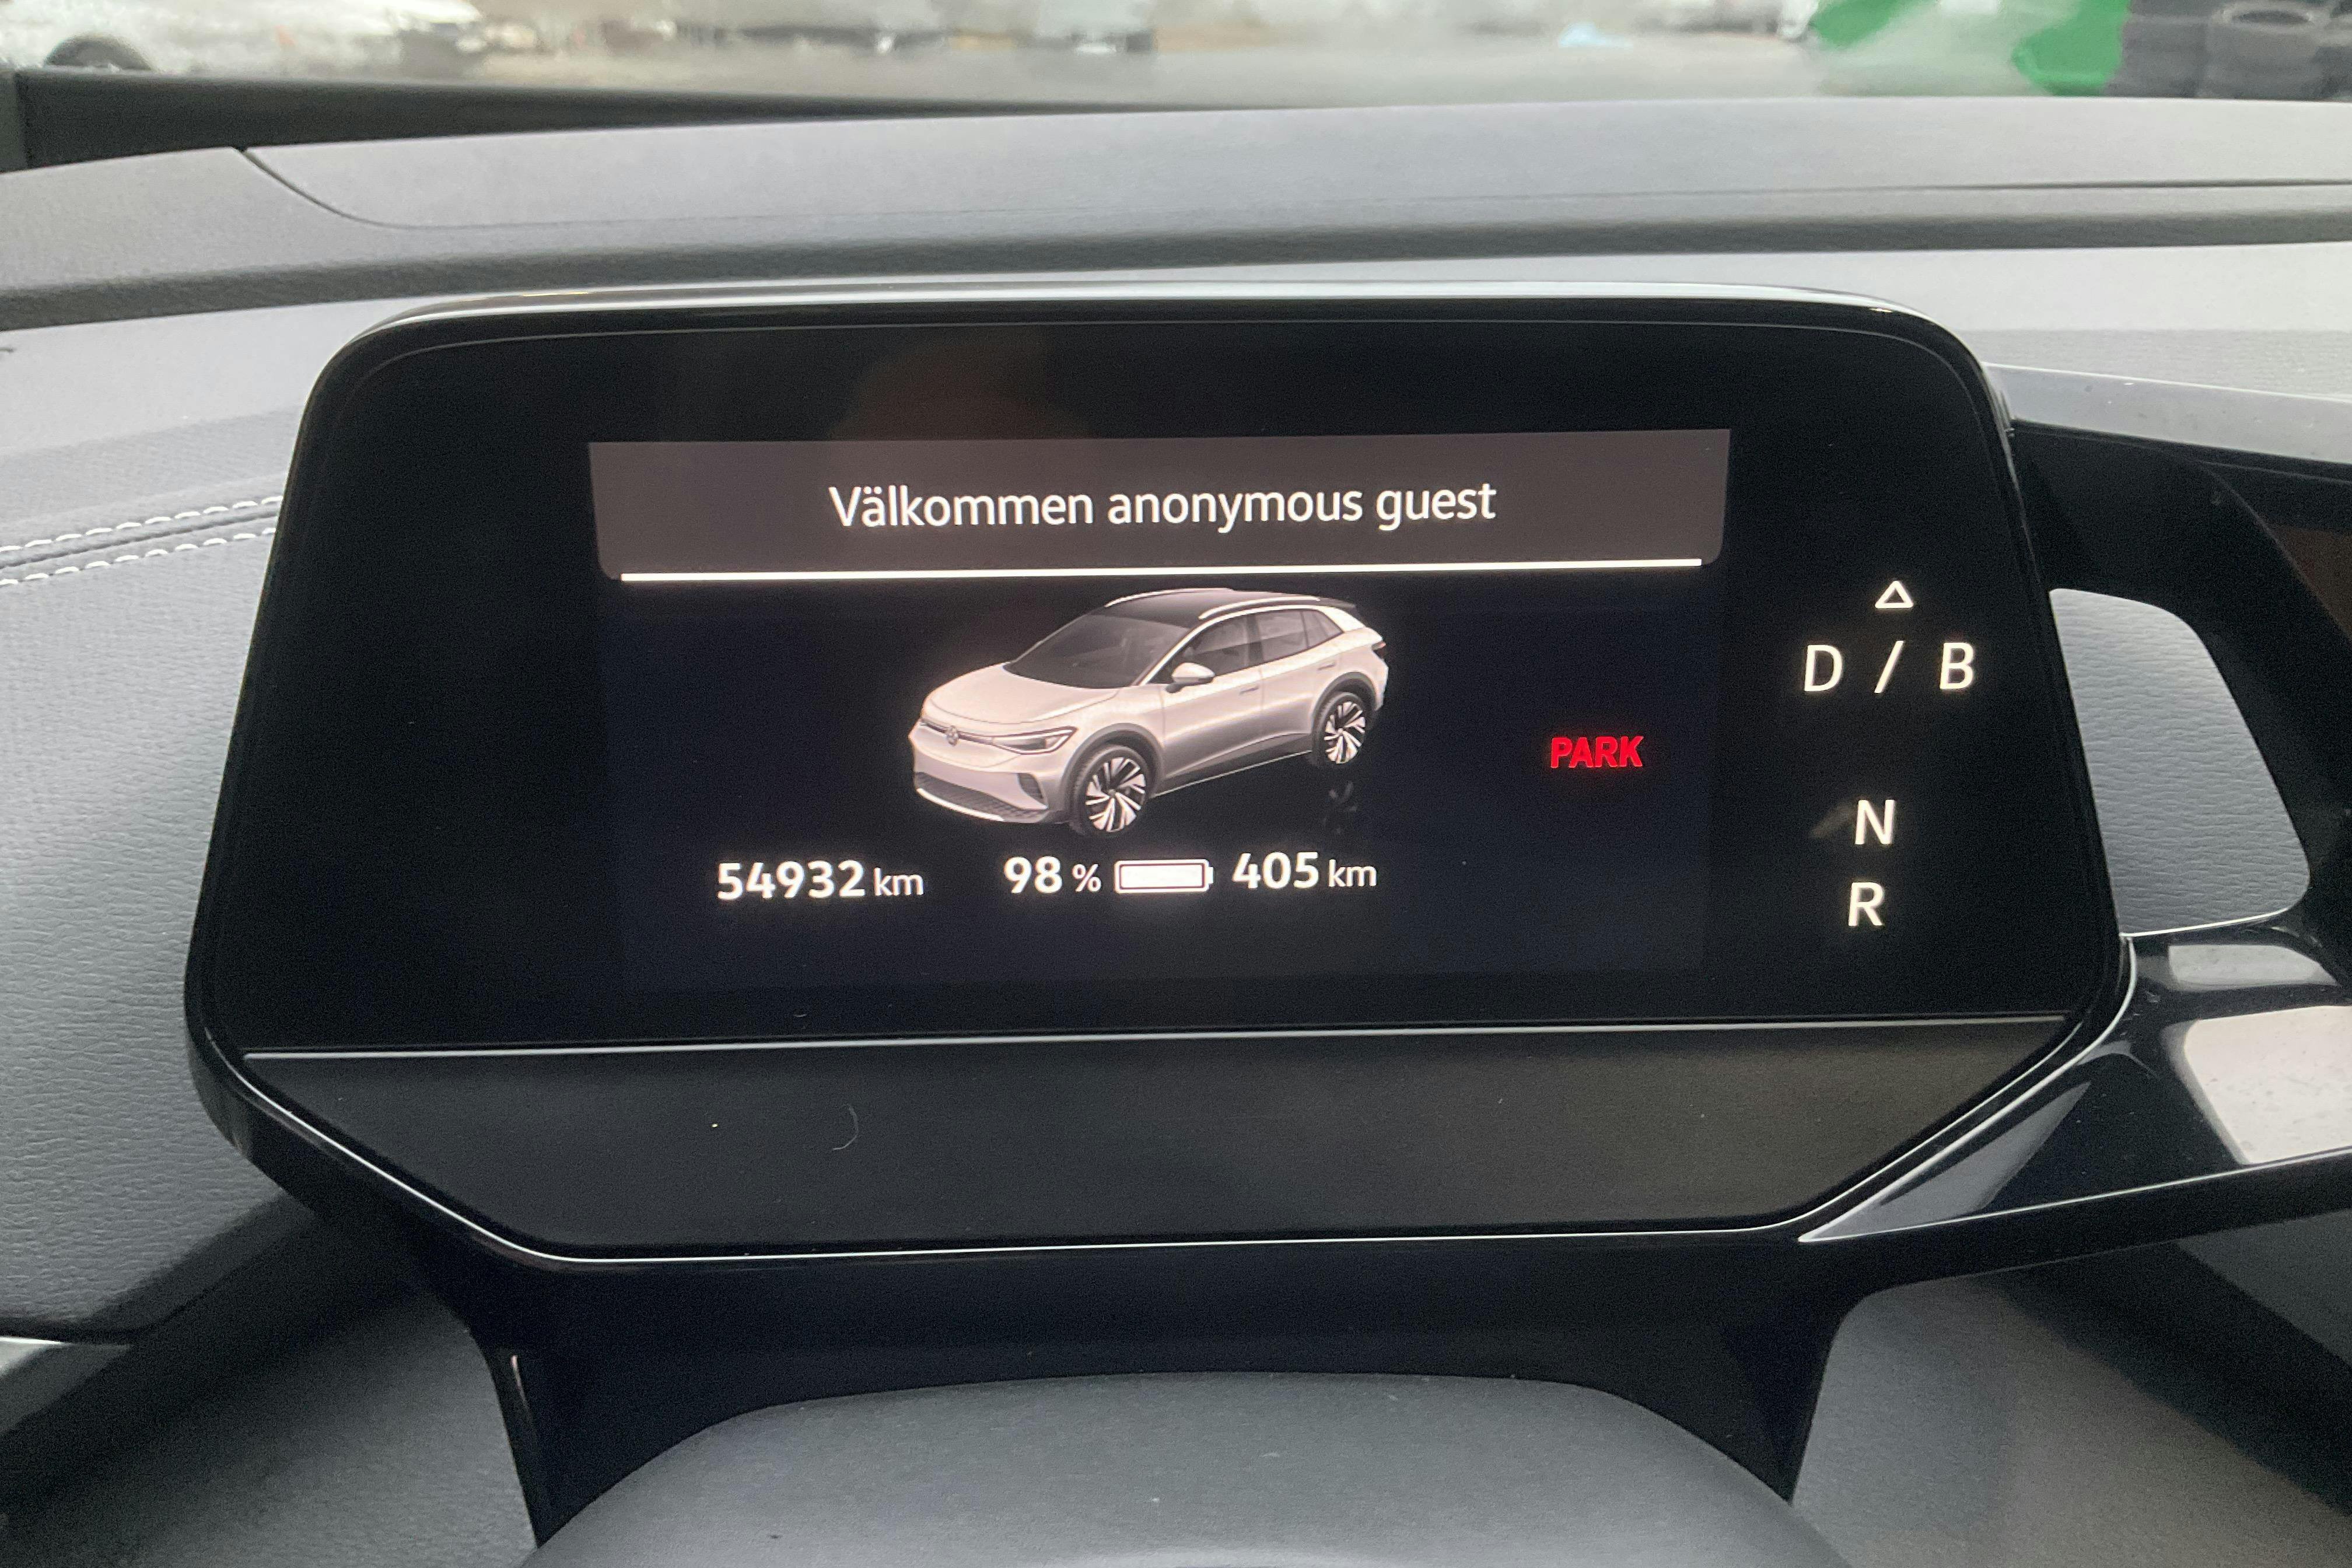 Välkommen anonymous guest
D / B
PARK
N
54932 km 98 % 405 km
R